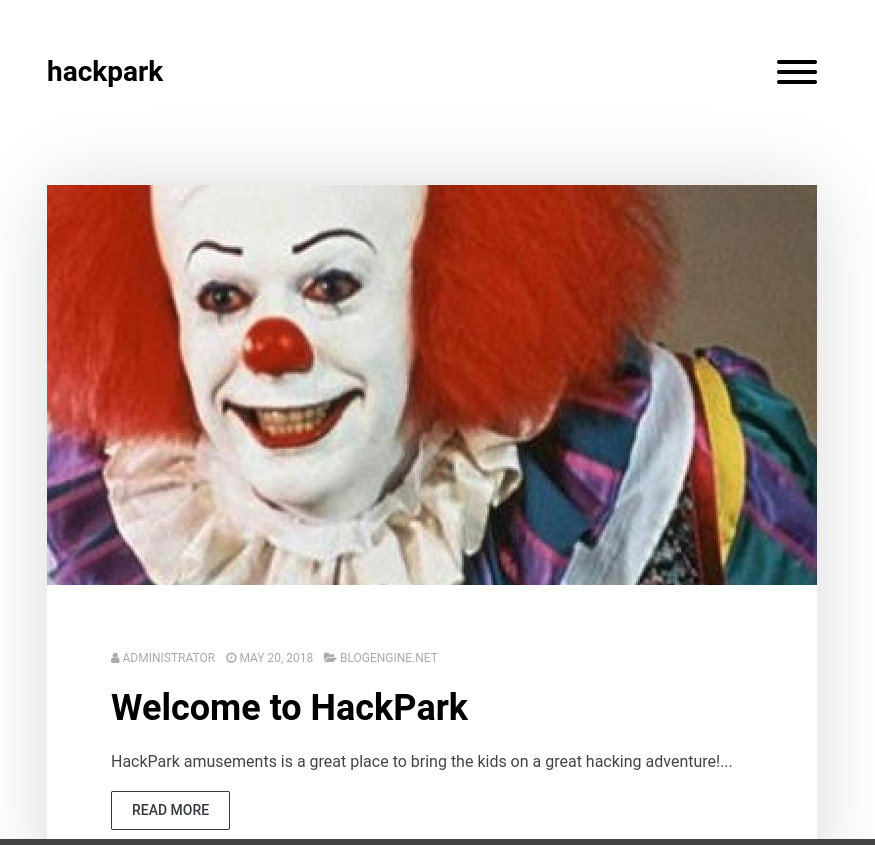 hackpark
ADMINISTRATOR MAY 20, 2018 BLOGENGINE.NET
Welcome to HackPark
HackPark amusements is a great place to bring the kids on a great hacking adventure!...
READ MORE